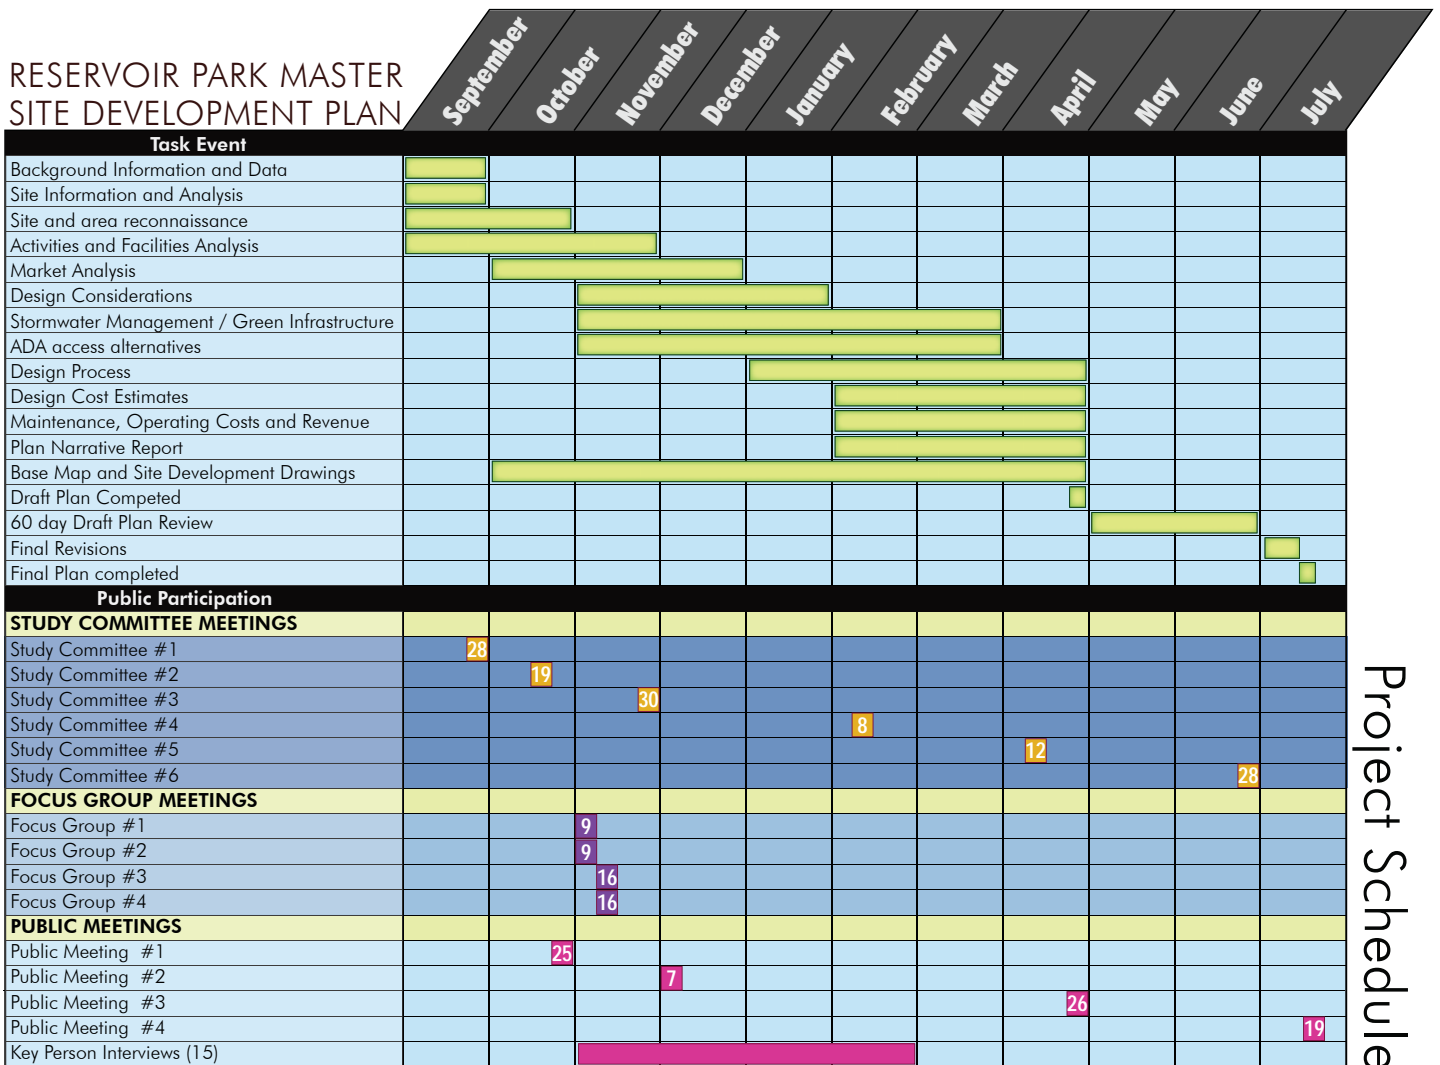 RESERVOIR PARK MASTER
SITE DEVELOPMENT PLAN
September October November December January February March April May June July
Task Event
Background Information and Data
Site Information and Analysis
Site and area reconnaissance
Activities and Facilities Analysis
Market Analysis
Design Considerations
Stormwater Management / Green Infrastructure
ADA access alternatives
Design Process
Design Cost Estimates
Maintenance, Operating Costs and Revenue
Plan Narrative Report
Base Map and Site Development Drawings
Draft Plan Competed
60 day Draft Plan Review
Final Revisions
Final Plan completed
Public Participation
STUDY COMMITTEE MEETINGS
Study Committee #1 28
Study Committee #2 19
Study Committee #3 30
Study Committee #4 8
Study Committee #5 12
Study Committee #6 28
FOCUS GROUP MEETINGS
Focus Group #1 9
Focus Group #2 9
Focus Group #3 16
Focus Group #4 16
PUBLIC MEETINGS
Public Meeting #1 25
Public Meeting #2 7
Public Meeting #3 26
Public Meeting #4 19
Key Person Interviews (15)
Project Schedule